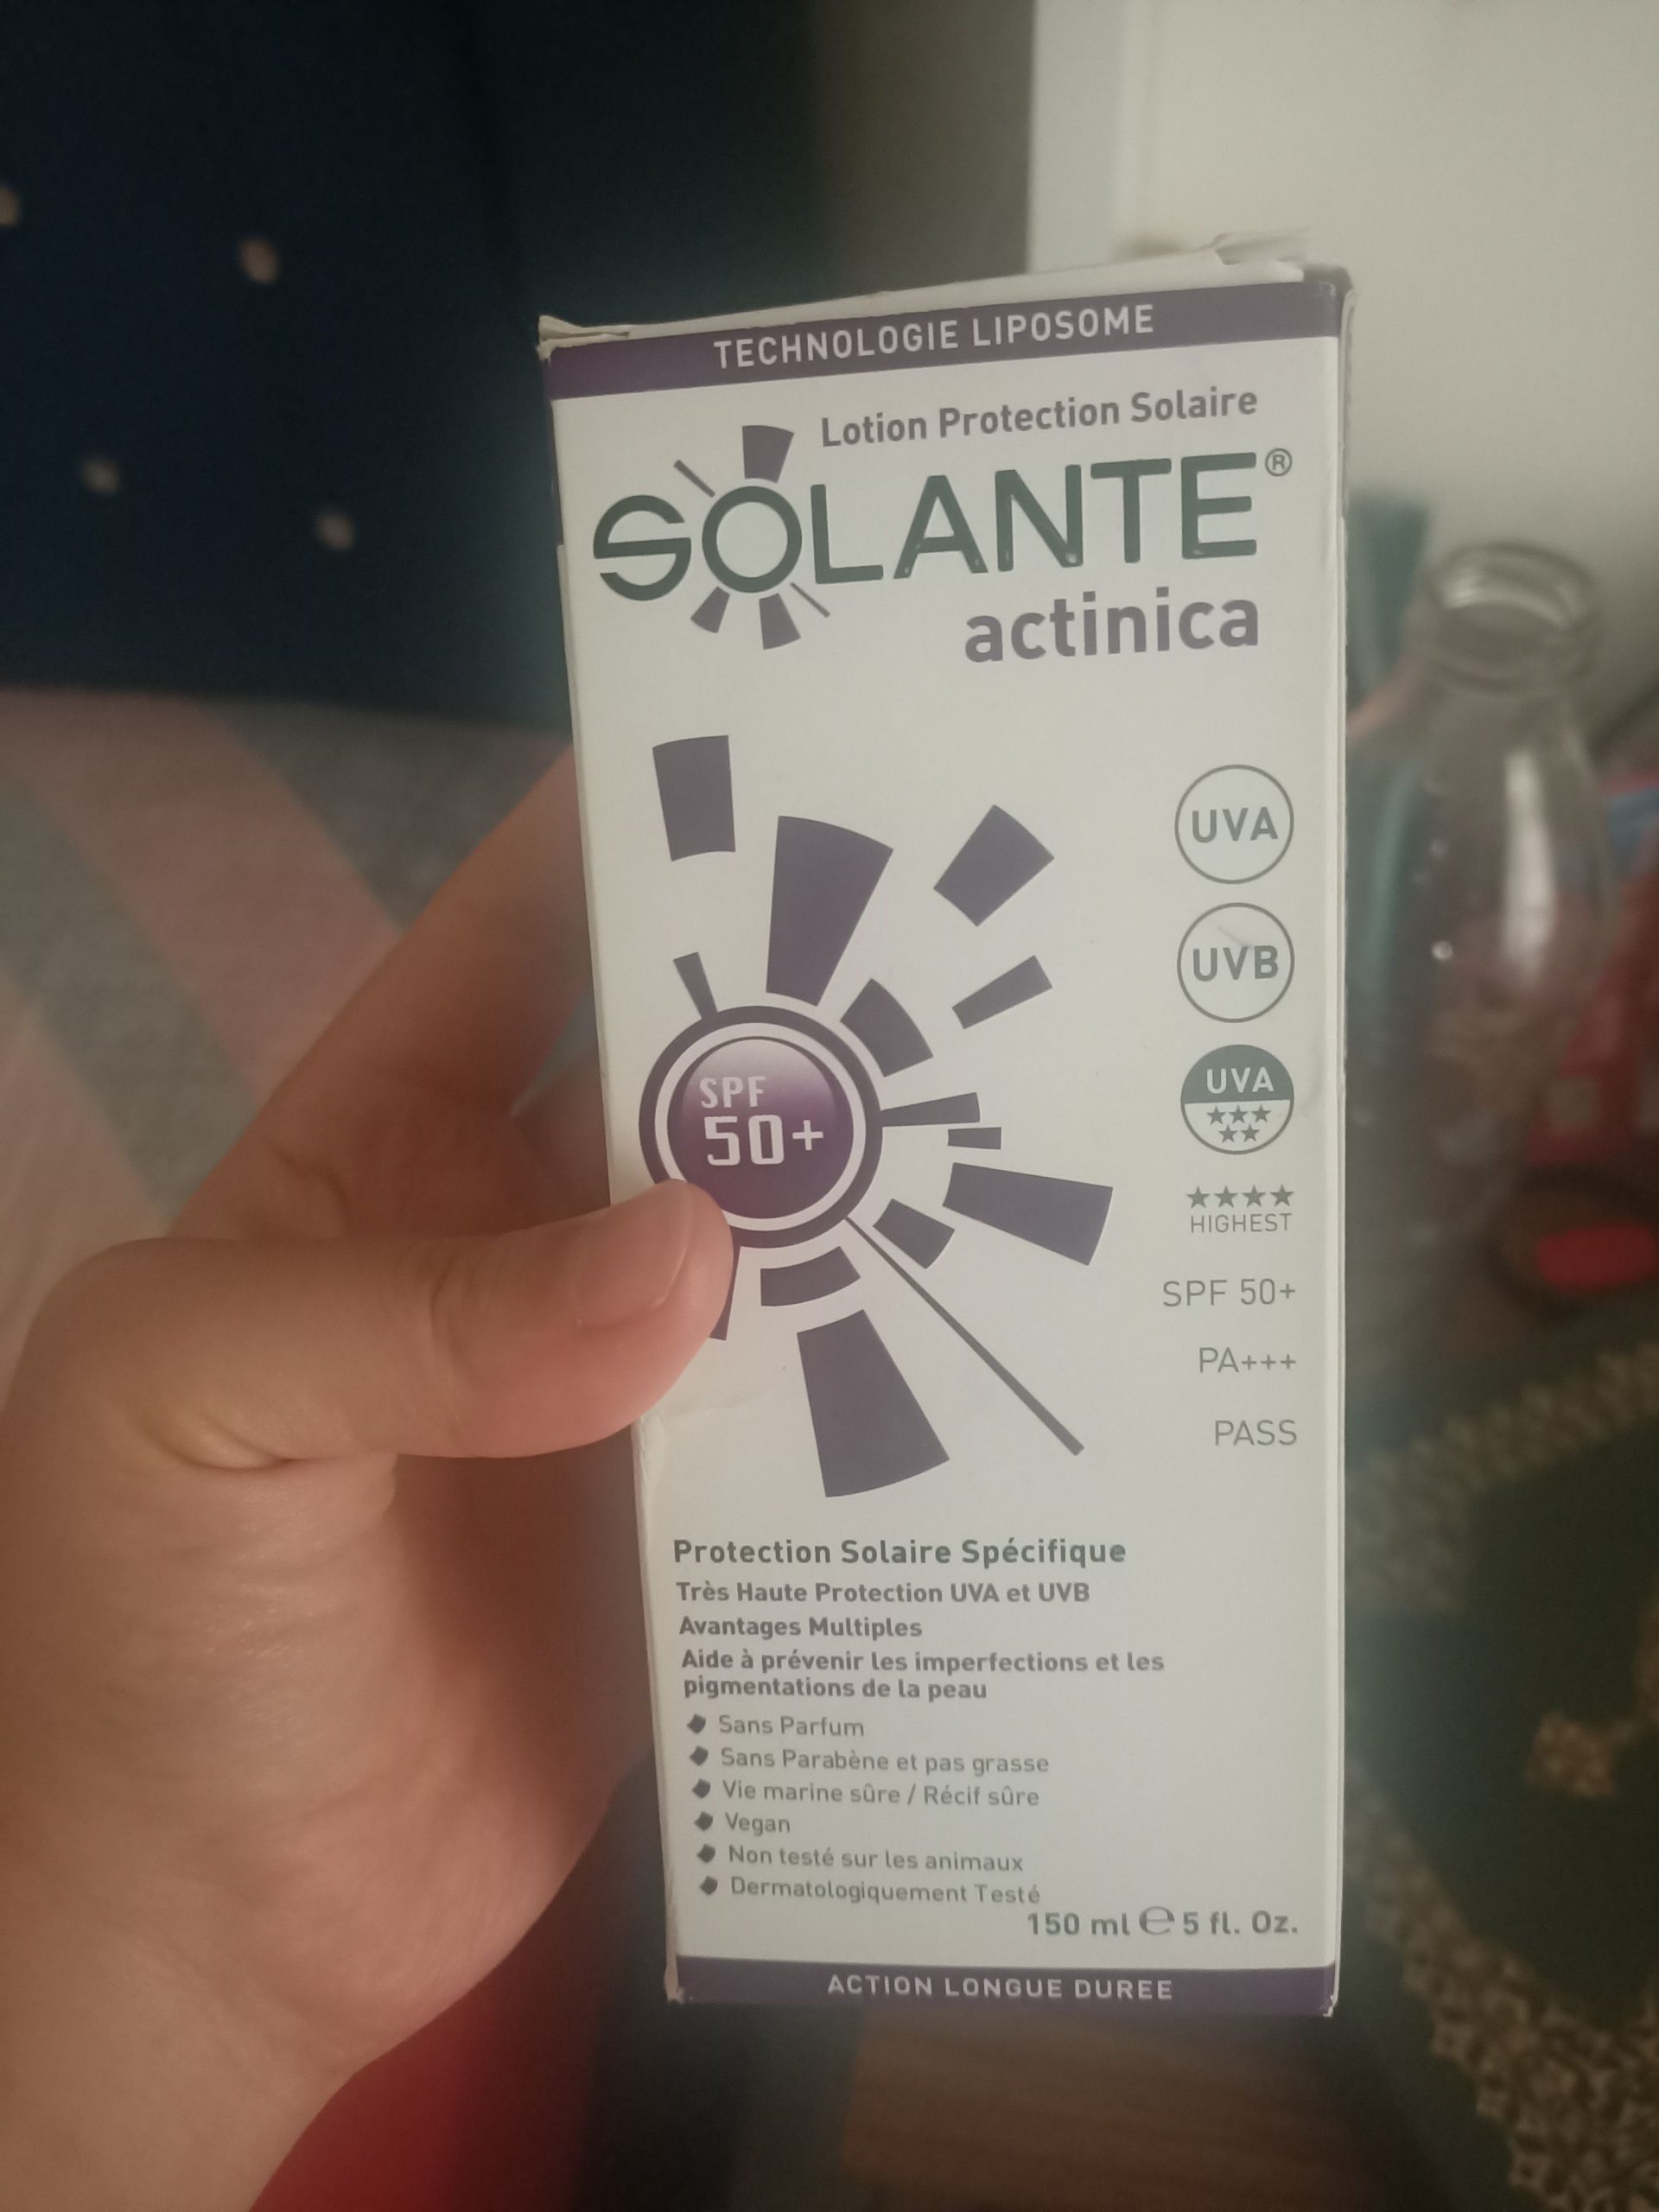 TECHNOLOGIE LIPOSOME
Lotion Protection Solaire
SOLANTE®
actinica
UVA
UVB
UVA
SPF
50+
HIGHEST
SPF 50+
PA+++
PASS
Protection Solaire Spécifique
Très Haute Protection UVA et UVB
Avantages Multiples
Aide à prévenir les imperfections et les
pigmentations de la peau
Sans Parfum
Sans Parabène et pas grasse
Vie marine sûre / Récif sûre
Vegan
Non testé sur les animaux
Dermatologiquement Testé
150 ml ℮ 5 fl. Oz.
ACTION LONGUE DUREE